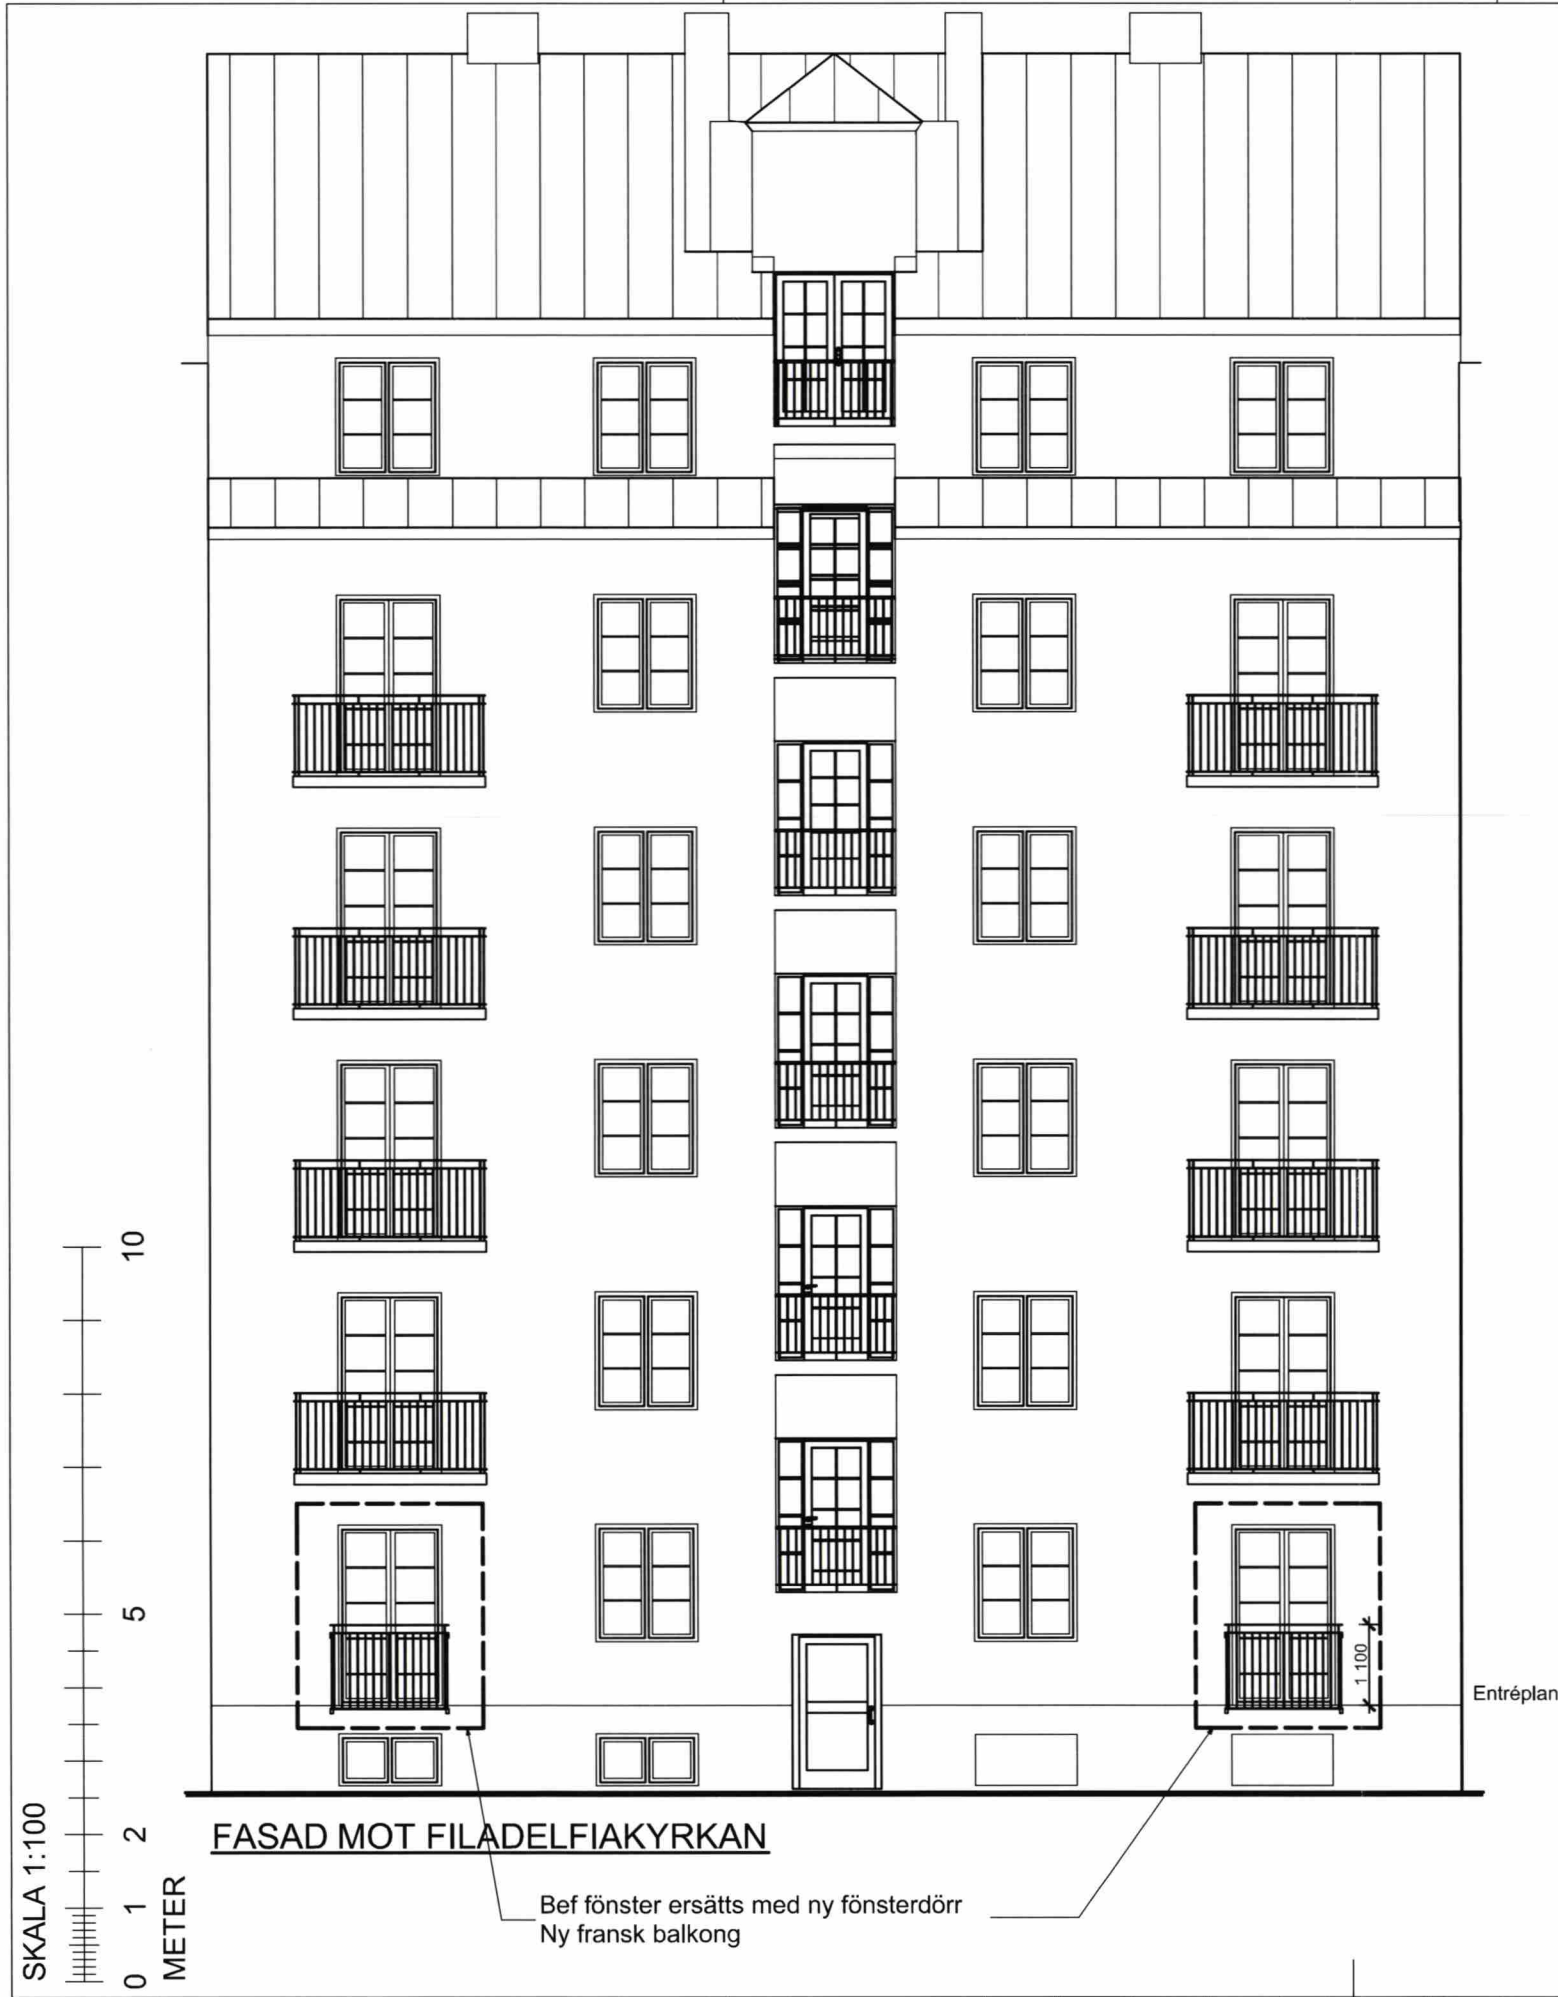 10
5
2
1
0
SKALA 1:100
METER
1 100
Entréplan
FASAD MOT FILADELFIAKYRKAN
Bef fönster ersätts med ny fönsterdörr
Ny fransk balkong